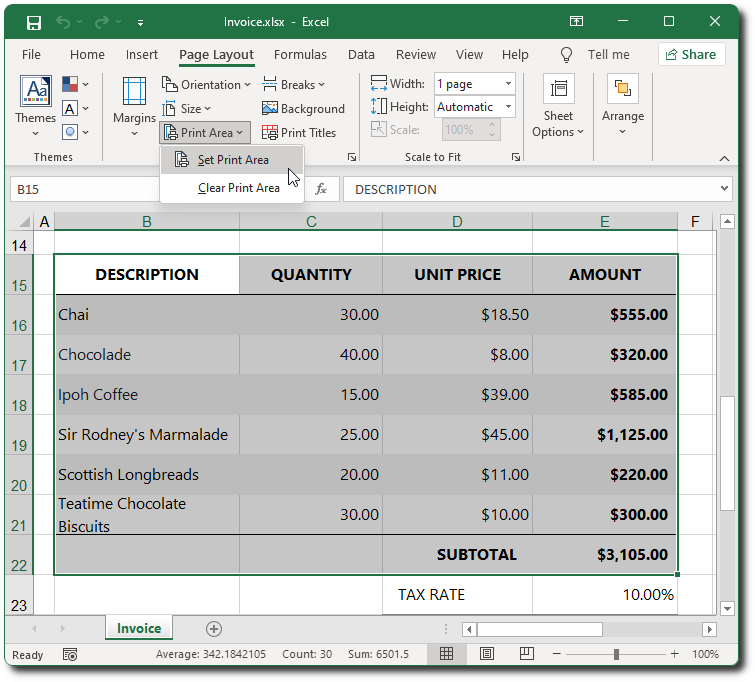 Invoice.xlsx - Excel
File Home Insert Page Layout Formulas Data Review View Help Tell me Share
Themes
Margins
Orientation
Size
Print Area
Breaks
Background
Print Titles
Width: 1 page
Height: Automatic
Scale: 100%
Sheet
Options
Arrange
Themes
Scale to Fit
Set Print Area
Clear Print Area
B15 fx DESCRIPTION
A B C D E F
14
15 DESCRIPTION QUANTITY UNIT PRICE AMOUNT
16 Chai 30.00 $18.50 $555.00
17 Chocolade 40.00 $8.00 $320.00
18 Ipoh Coffee 15.00 $39.00 $585.00
19 Sir Rodney's Marmalade 25.00 $45.00 $1,125.00
20 Scottish Longbreads 20.00 $11.00 $220.00
Teatime Chocolate
21 Biscuits 30.00 $10.00 $300.00
22 SUBTOTAL $3,105.00
23 TAX RATE 10.00%
Invoice
Ready Average: 342.1842105 Count: 30 Sum: 6501.5 100%